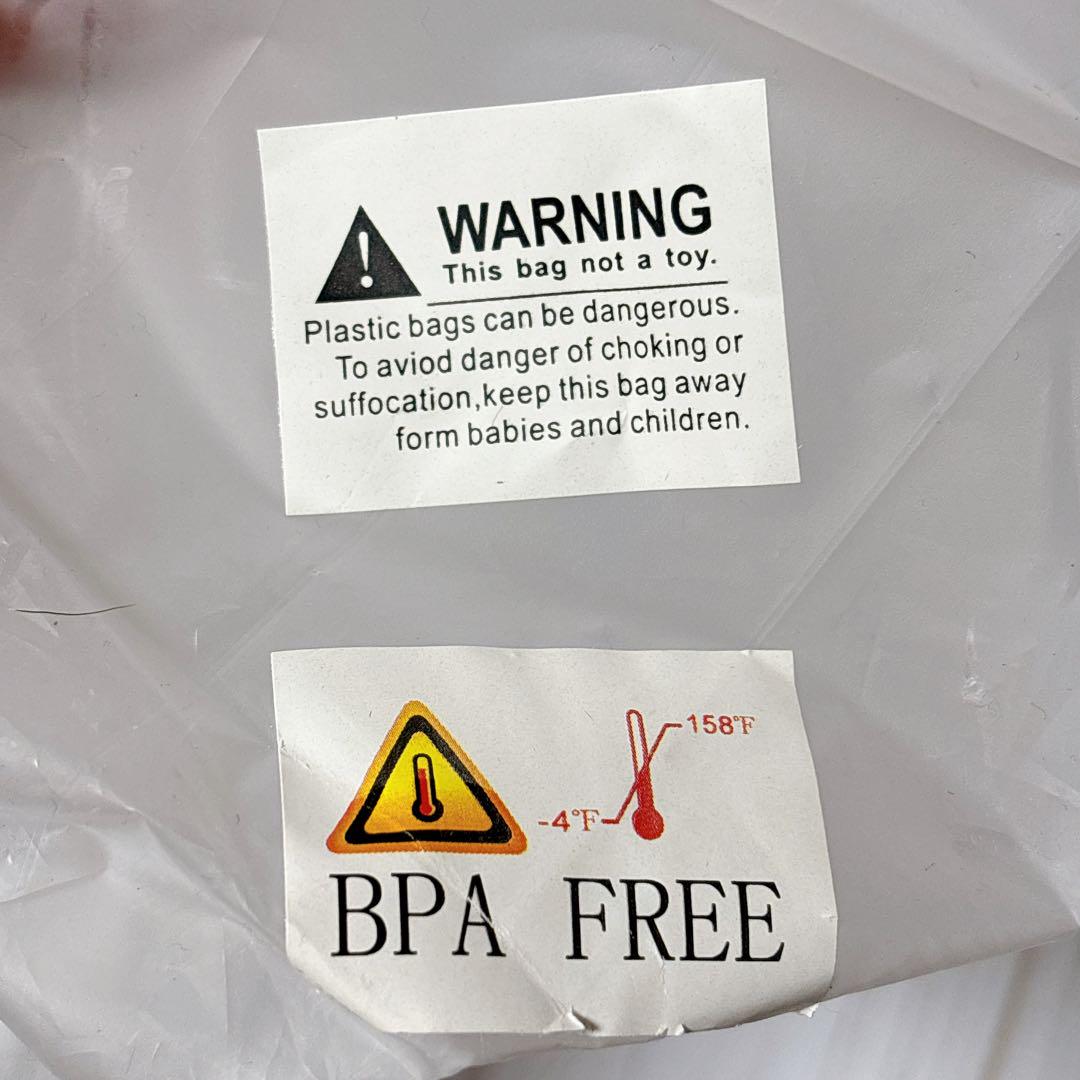 WARNING
This bag not a toy.
Plastic bags can be dangerous.
To aviod danger of choking or
suffocation,keep this bag away
form babies and children.
158°F
-4°F
BPA FREE